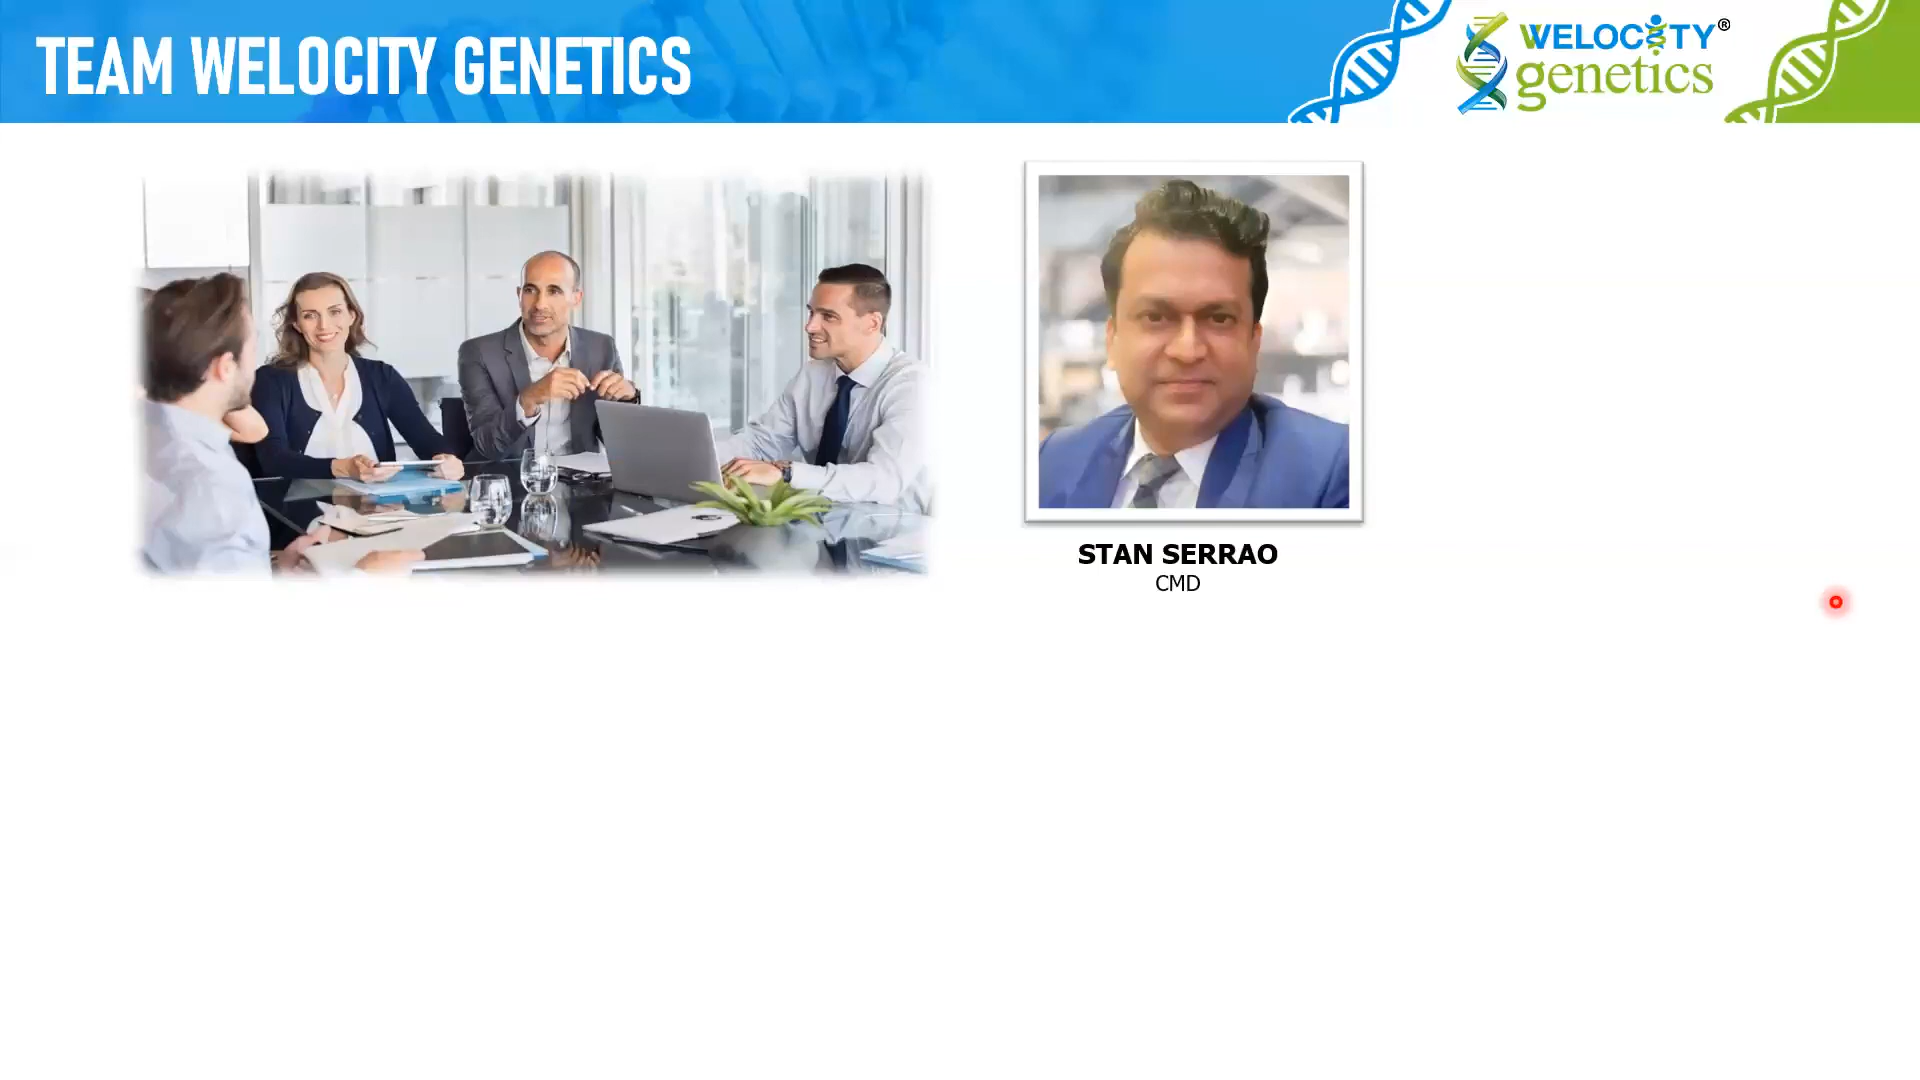 TEAM WELOCITY GENETICS
WELOCITY®
genetics
STAN SERRAO
CMD